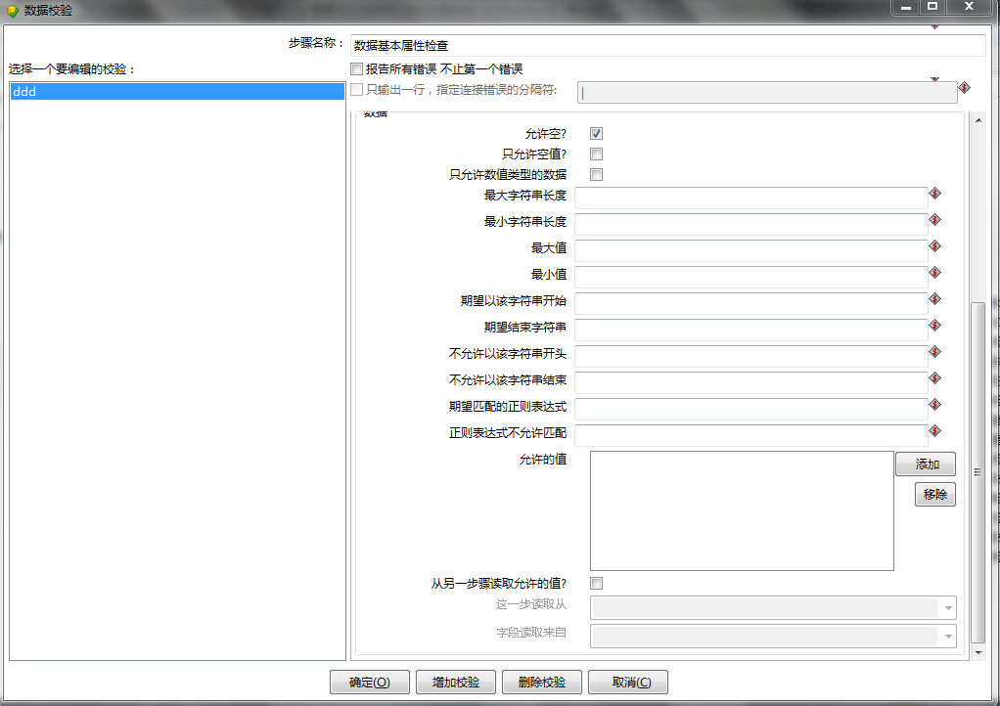 数据校验
步骤名称：
数据基本属性检查
选择一个要编辑的校验：
报告所有错误 不止第一个错误
ddd
只输出一行，指定连接错误的分隔符:
|
数据
允许空?
只允许空值?
只允许数值类型的数据
最大字符串长度
最小字符串长度
最大值
最小值
期望以该字符串开始
期望结束字符串
不允许以该字符串开头
不允许以该字符串结束
期望匹配的正则表达式
正则表达式不允许匹配
允许的值
添加
移除
从另一步骤读取允许的值?
这一步读取从
字段读取来自
确定(O)
增加校验
删除校验
取消(C)